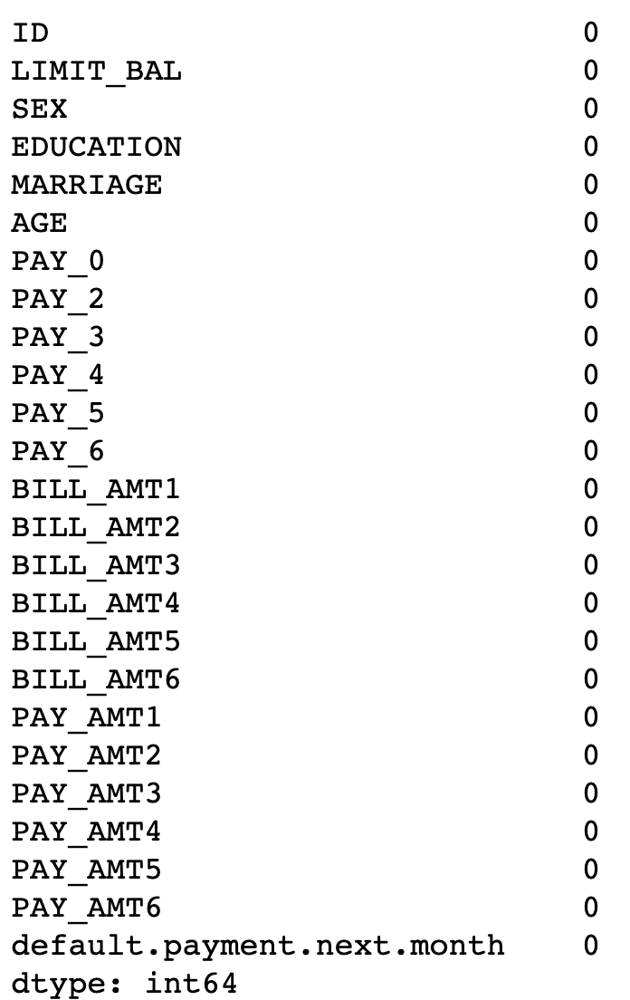 ID 0
LIMIT_BAL 0
SEX 0
EDUCATION 0
MARRIAGE 0
AGE 0
PAY_0 0
PAY_2 0
PAY_3 0
PAY_4 0
PAY_5 0
PAY_6 0
BILL_AMT1 0
BILL_AMT2 0
BILL_AMT3 0
BILL_AMT4 0
BILL_AMT5 0
BILL_AMT6 0
PAY_AMT1 0
PAY_AMT2 0
PAY_AMT3 0
PAY_AMT4 0
PAY_AMT5 0
PAY_AMT6 0
default.payment.next.month 0
dtype: int64